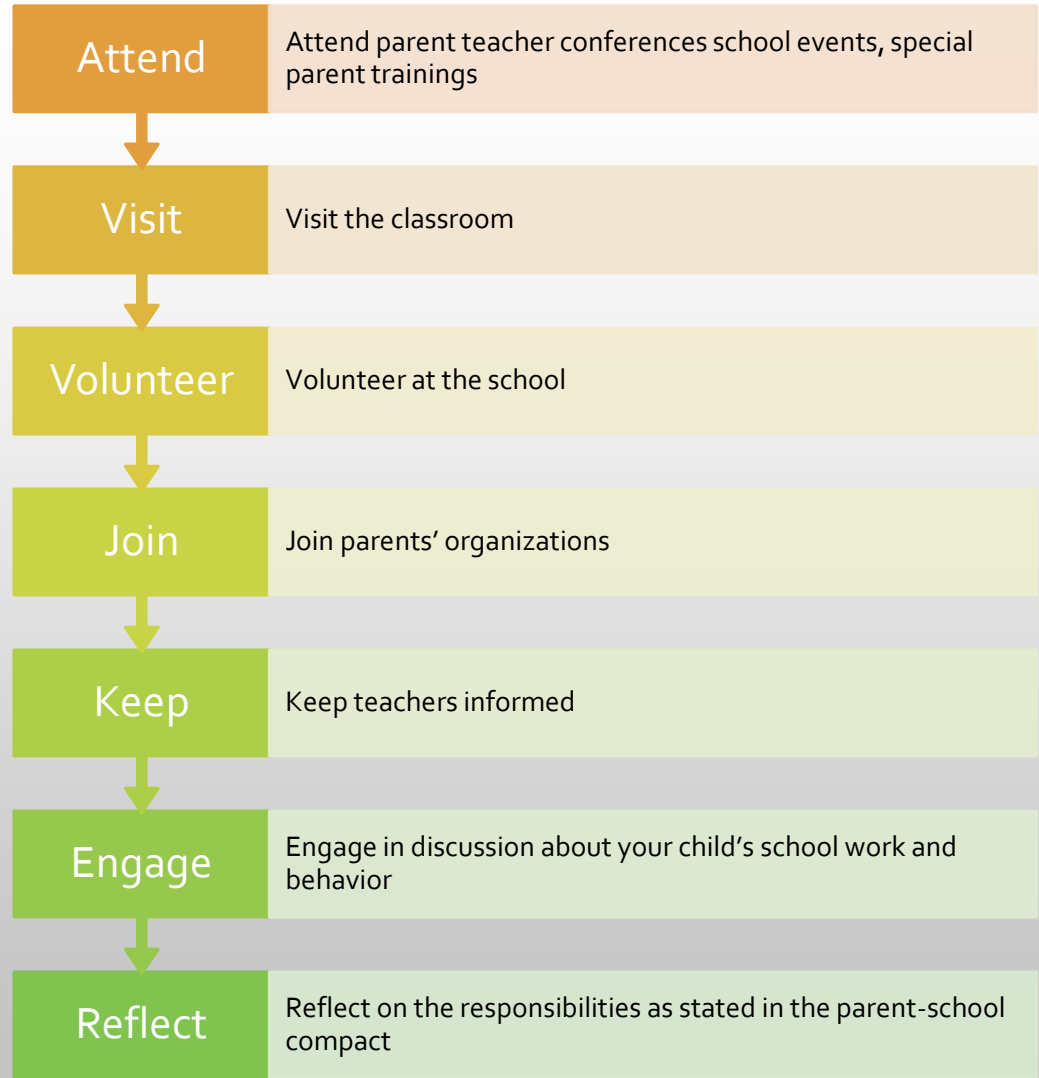 Attend
Attend parent teacher conferences school events, special
parent trainings
Visit
Visit the classroom
Volunteer
Volunteer at the school
Join
Join parents’ organizations
Keep
Keep teachers informed
Engage
Engage in discussion about your child’s school work and
behavior
Reflect
Reflect on the responsibilities as stated in the parent-school
compact